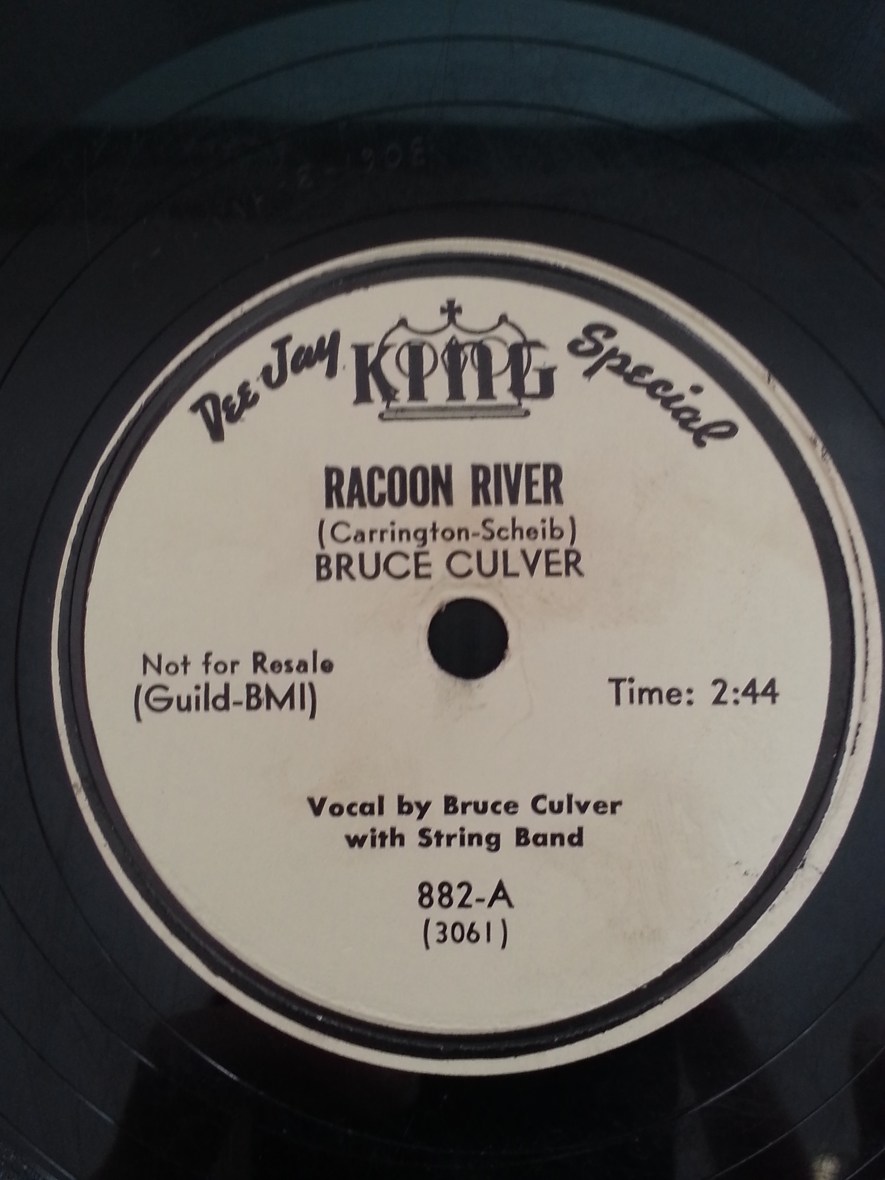 Dee Jay KING Special
RACOON RIVER
(Carrington-Scheib)
BRUCE CULVER
Not for Resale
(Guild-BMI)
Time: 2:44
Vocal by Bruce Culver
with String Band
882-A
(3061)